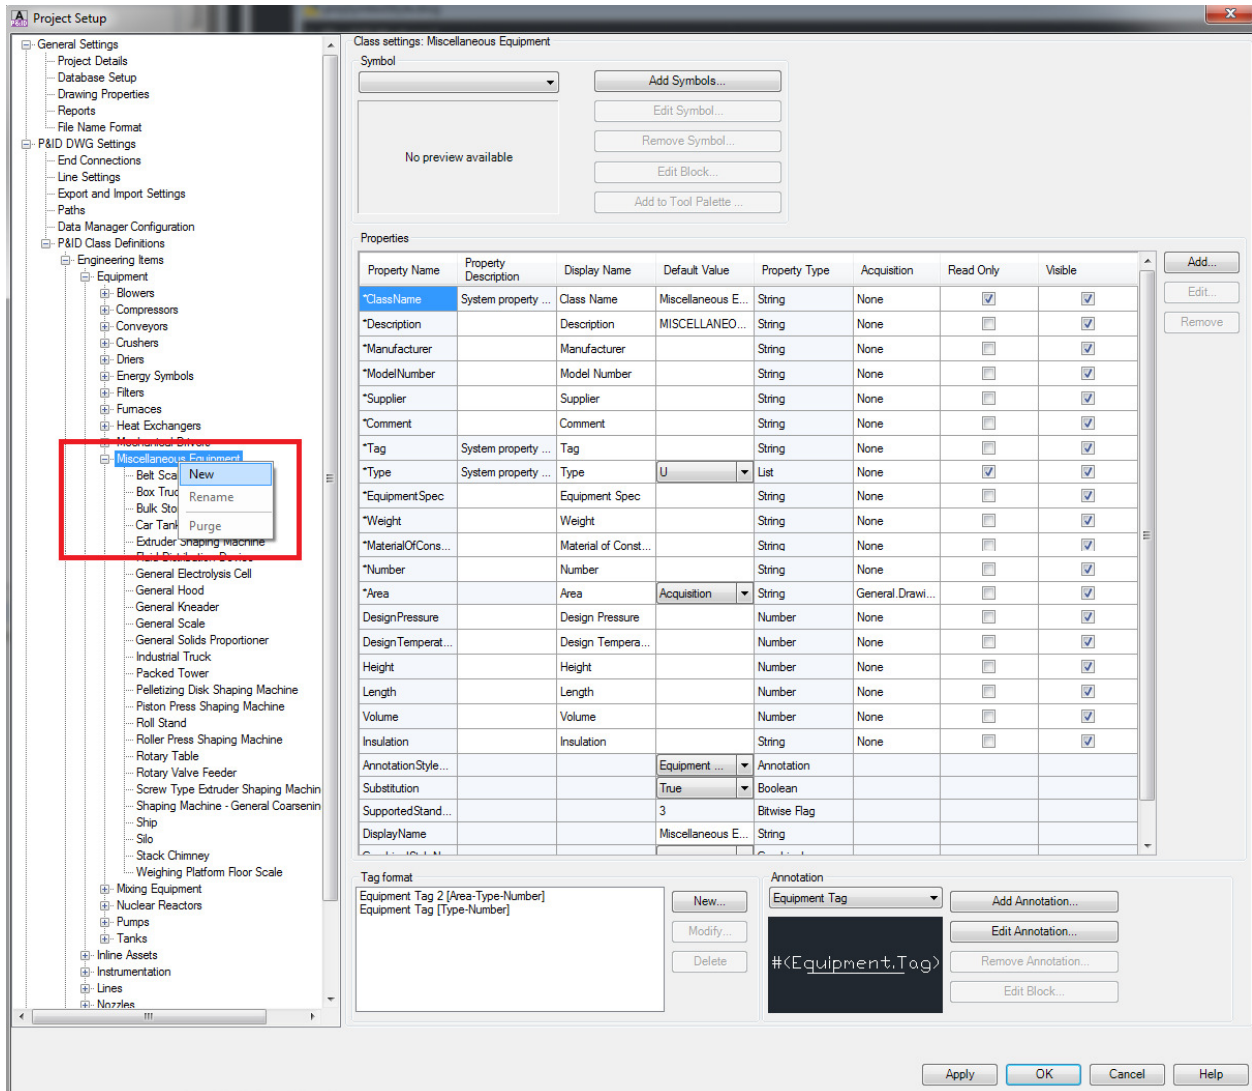 Project Setup
General Settings
Project Details
Database Setup
Drawing Properties
Reports
File Name Format
P&ID DWG Settings
End Connections
Line Settings
Export and Import Settings
Paths
Data Manager Configuration
P&ID Class Definitions
Engineering Items
Equipment
Blowers
Compressors
Conveyors
Crushers
Driers
Energy Symbols
Filters
Furnaces
Heat Exchangers
Mechanical Drivers
Miscellaneous Equipment
Belt Sca
Box Truc
Bulk Sto
Car Tank
Extruder Shaping Machine
Fluid Distribution Device
General Electrolysis Cell
General Hood
General Kneader
General Scale
General Solids Proportioner
Industrial Truck
Packed Tower
Pelletizing Disk Shaping Machine
Piston Press Shaping Machine
Roll Stand
Roller Press Shaping Machine
Rotary Table
Rotary Valve Feeder
Screw Type Extruder Shaping Machin
Shaping Machine - General Coarsenin
Ship
Silo
Stack Chimney
Weighing Platform Floor Scale
Mixing Equipment
Nuclear Reactors
Pumps
Tanks
Inline Assets
Instrumentation
Lines
Nozzles
New
Rename
Purge
Class settings: Miscellaneous Equipment
Symbol
No preview available
Add Symbols...
Edit Symbol...
Remove Symbol...
Edit Block...
Add to Tool Palette ...
Properties
Property Name Property Description Display Name Default Value Property Type Acquisition Read Only Visible
*ClassName System property ... Class Name Miscellaneous E... String None
*Description Description MISCELLANEO... String None
*Manufacturer Manufacturer String None
*ModelNumber Model Number String None
*Supplier Supplier String None
*Comment Comment String None
*Tag System property ... Tag String None
*Type System property ... Type U List None
*EquipmentSpec Equipment Spec String None
*Weight Weight String None
*MaterialOfCons... Material of Const... String None
*Number Number String None
*Area Area Acquisition String General.Drawi...
DesignPressure Design Pressure Number None
DesignTemperat... Design Tempera... Number None
Height Height Number None
Length Length Number None
Volume Volume Number None
Insulation Insulation String None
AnnotationStyle... Equipment ... Annotation
Substitution True Boolean
SupportedStand... 3 Bitwise Flag
DisplayName Miscellaneous E... String
Add...
Edit...
Remove
Tag format
Equipment Tag 2 [Area-Type-Number]
Equipment Tag [Type-Number]
New...
Modify...
Delete
Annotation
Equipment Tag
#(Equipment.Tag)
Add Annotation...
Edit Annotation...
Remove Annotation...
Edit Block...
Apply OK Cancel Help